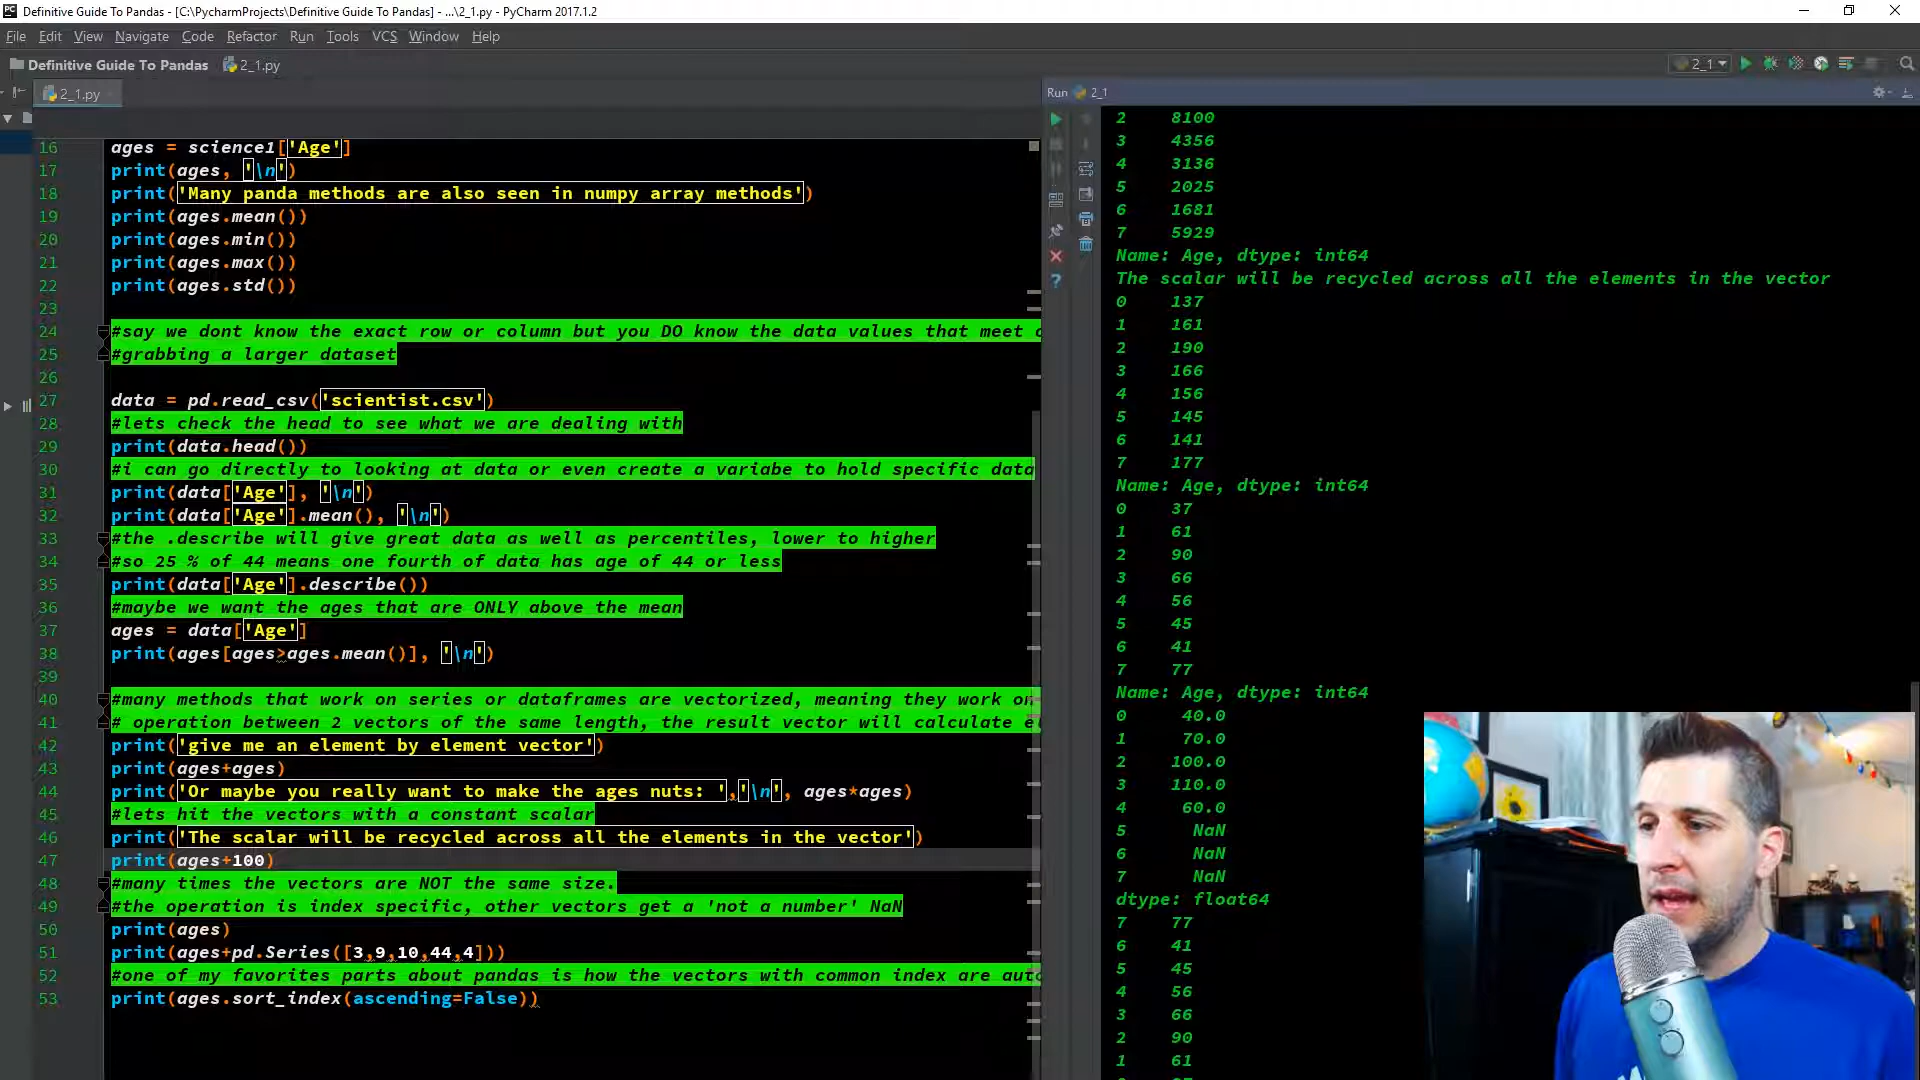 Definitive Guide To Pandas - [C:\PycharmProjects\Definitive Guide To Pandas] - ...\2_1.py - PyCharm 2017.1.2
File Edit View Navigate Code Refactor Run Tools VCS Window Help
Definitive Guide To Pandas 2_1.py
2_1
2_1.py
16 ages = science1['Age']
17 print(ages, '\n')
18 print('Many panda methods are also seen in numpy array methods')
19 print(ages.mean())
20 print(ages.min())
21 print(ages.max())
22 print(ages.std())
23
24 #say we dont know the exact row or column but you DO know the data values that meet
25 #grabbing a larger dataset
26
27 data = pd.read_csv('scientist.csv')
28 #lets check the head to see what we are dealing with
29 print(data.head())
30 #i can go directly to looking at data or even create a variabe to hold specific data
31 print(data['Age'], '\n')
32 print(data['Age'].mean(), '\n')
33 #the .describe will give great data as well as percentiles, lower to higher
34 #so 25 % of 44 means one fourth of data has age of 44 or less
35 print(data['Age'].describe())
36 #maybe we want the ages that are ONLY above the mean
37 ages = data['Age']
38 print(ages[ages>ages.mean()], '\n')
39
40 #many methods that work on series or dataframes are vectorized, meaning they work on
41 # operation between 2 vectors of the same length, the result vector will calculate
42 print('give me an element by element vector')
43 print(ages+ages)
44 print('Or maybe you really want to make the ages nuts: ','\n', ages*ages)
45 #lets hit the vectors with a constant scalar
46 print('The scalar will be recycled across all the elements in the vector')
47 print(ages+100)
48 #many times the vectors are NOT the same size.
49 #the operation is index specific, other vectors get a 'not a number' NaN
50 print(ages)
51 print(ages+pd.Series([3,9,10,44,4]))
52 #one of my favorites parts about pandas is how the vectors with common index are
53 print(ages.sort_index(ascending=False))
Run 2_1
2 8100
3 4356
4 3136
5 2025
6 1681
7 5929
Name: Age, dtype: int64
The scalar will be recycled across all the elements in the vector
0 137
1 161
2 190
3 166
4 156
5 145
6 141
7 177
Name: Age, dtype: int64
0 37
1 61
2 90
3 66
4 56
5 45
6 41
7 77
Name: Age, dtype: int64
0 40.0
1 70.0
2 100.0
3 110.0
4 60.0
5 NaN
6 NaN
7 NaN
dtype: float64
7 77
6 41
5 45
4 56
3 66
2 90
1 61